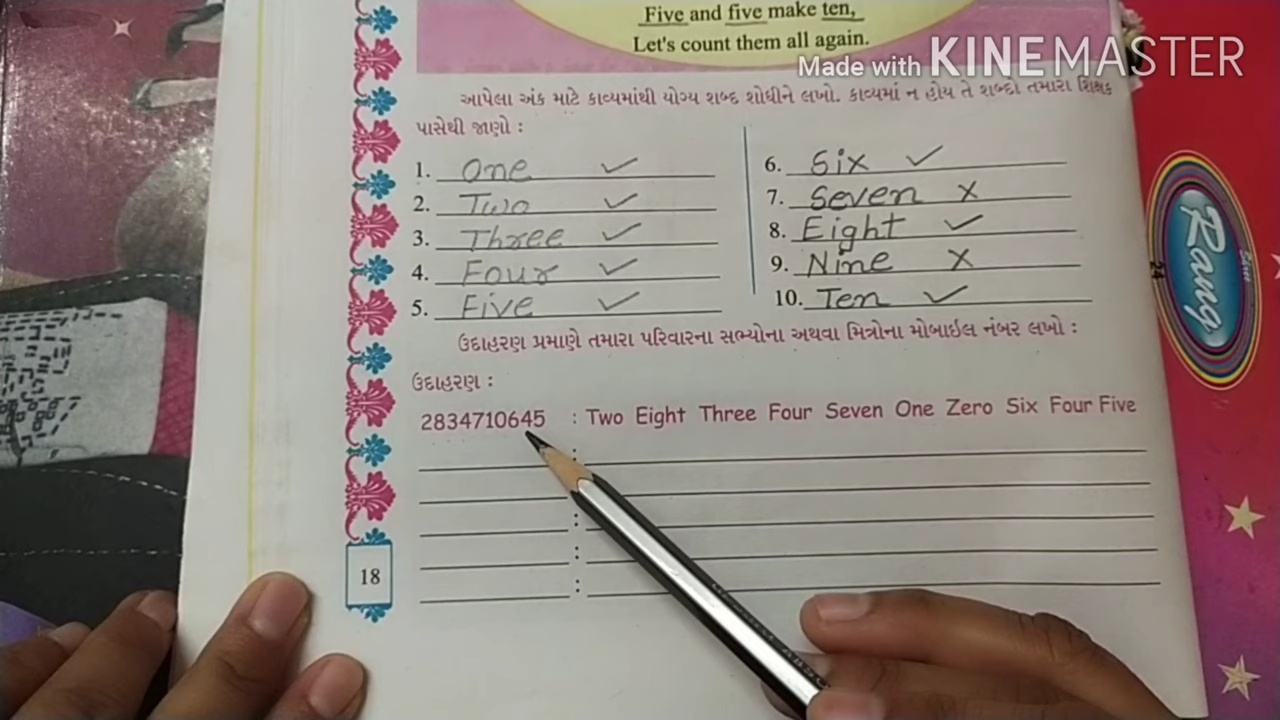 Five and five make ten,
Let's count them all again.
Made with KINEMASTER
આપેલા અંક માટે કાવ્યમાંથી યોગ્ય શબ્દ શોધીને લખો. કાવ્યમાં ન હોય તે શબ્દો તમારા શિક્ષક
પાસેથી જાણો :
1. One ✓
2. Two ✓
3. Three ✓
4. Four ✓
5. Five ✓
6. Six ✓
7. Seven ✗
8. Eight ✓
9. Nine ✗
10. Ten ✓
ઉદાહરણ પ્રમાણે તમારા પરિવારના સભ્યોના અથવા મિત્રોના મોબાઇલ નંબર લખો :
ઉદાહરણ :
2834710645 : Two Eight Three Four Seven One Zero Six Four Five
:
:
:
:
:
18
Rang